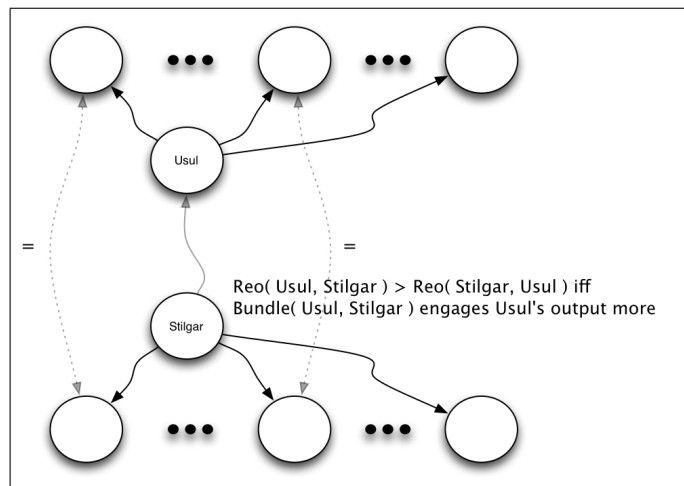 Usul
=
=
Reo( Usul, Stilgar ) > Reo( Stilgar, Usul ) iff
Bundle( Usul, Stilgar ) engages Usul's output more
Stilgar